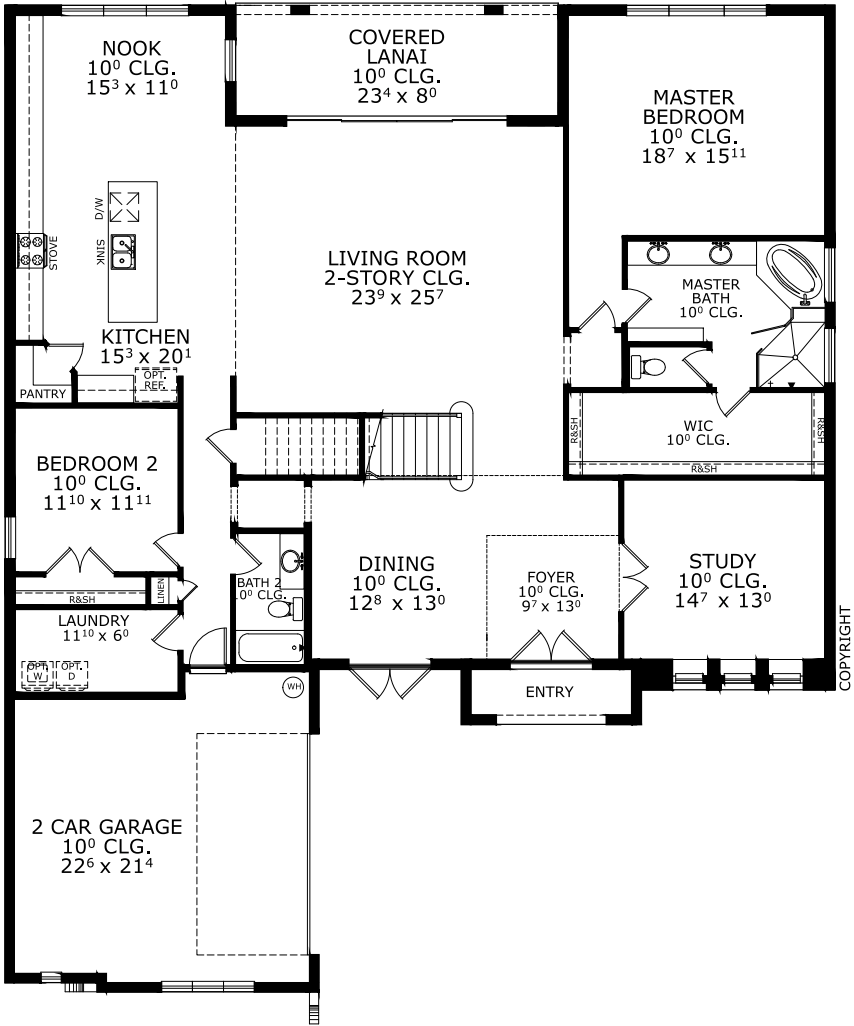 NOOK
10⁰ CLG.
15³ x 11⁰
COVERED
LANAI
10⁰ CLG.
23⁴ x 8⁰
MASTER
BEDROOM
10⁰ CLG.
18⁷ x 15¹¹
D/W
SINK
STOVE
LIVING ROOM
2-STORY CLG.
23⁹ x 25⁷
MASTER
BATH
10⁰ CLG.
KITCHEN
15³ x 20¹
OPT.
REF.
PANTRY
R&SH
WIC
10⁰ CLG.
R&SH
R&SH
BEDROOM 2
10⁰ CLG.
11¹⁰ x 11¹¹
R&SH
LINEN
BATH 2
0⁰ CLG.
DINING
10⁰ CLG.
12⁸ x 13⁰
FOYER
10⁰ CLG.
9⁷ x 13⁰
STUDY
10⁰ CLG.
14⁷ x 13⁰
LAUNDRY
11¹⁰ x 6⁰
OPT.
W
OPT.
D
WH
ENTRY
COPYRIGHT
2 CAR GARAGE
10⁰ CLG.
22⁶ x 21⁴